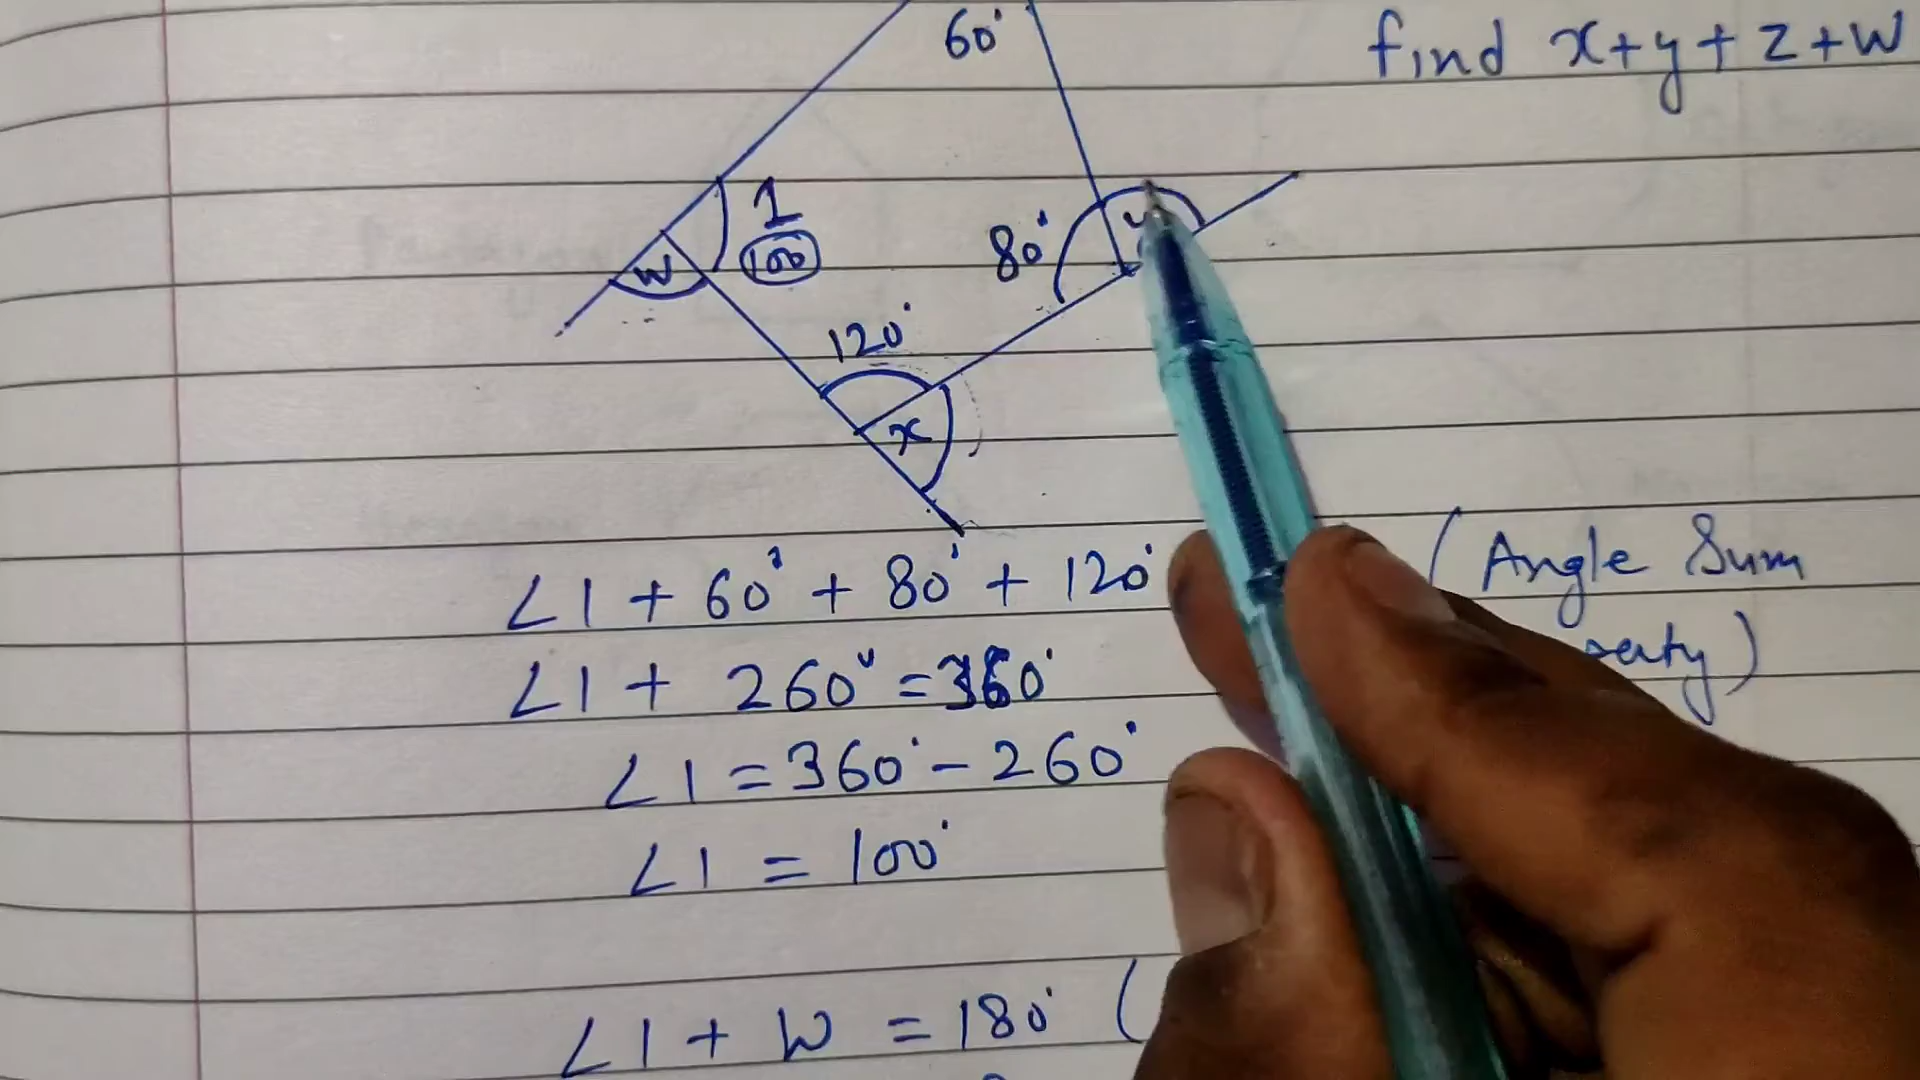 60°
find x+y+z+w
1
100
80°
y
w
120°
x
∠1 + 60° + 80° + 120°
(Angle Sum
∠1 + 260° = 360°
∠1 = 360° - 260°
∠1 = 100°
∠1 + w = 180° (